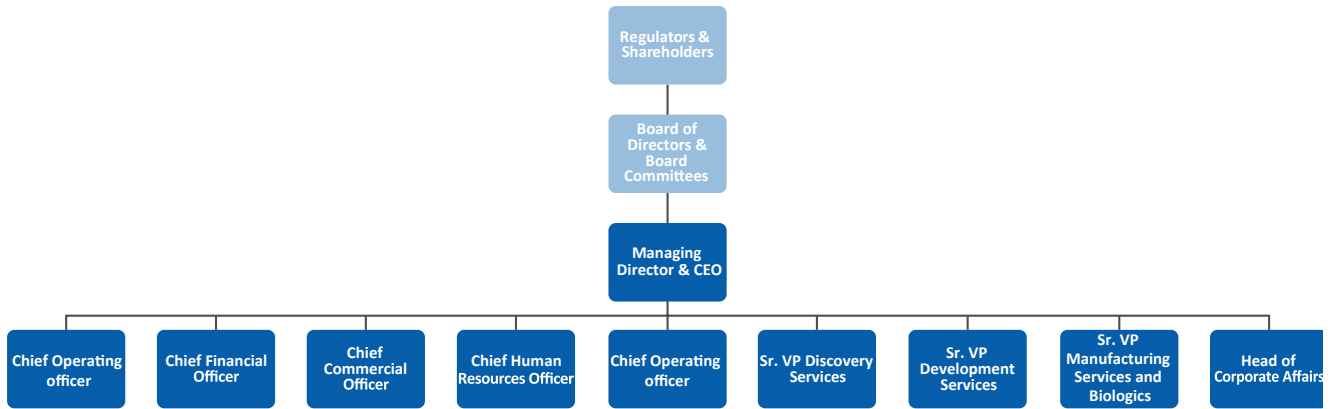 Regulators &
Shareholders
Board of
Directors &
Board
Committees
Managing
Director & CEO
Chief Operating
officer
Chief Financial
Officer
Chief
Commercial
Officer
Chief Human
Resources Officer
Chief Operating
officer
Sr. VP Discovery
Services
Sr. VP
Development
Services
Sr. VP
Manufacturing
Services and
Biologics
Head of
Corporate Affairs